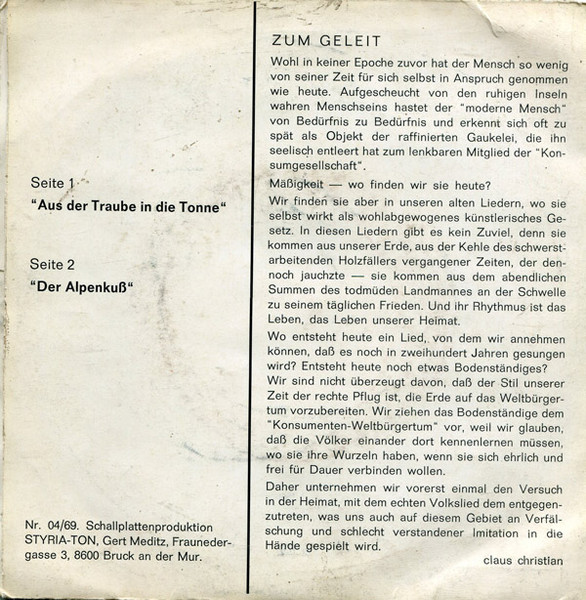 Seite 1
"Aus der Traube in die Tonne"
Seite 2
"Der Alpenkuß"
Nr. 04/69. Schallplattenproduktion
STYRIA-TON, Gert Meditz, Frauneder-
gasse 3, 8600 Bruck an der Mur.
ZUM GELEIT
Wohl in keiner Epoche zuvor hat der Mensch so wenig
von seiner Zeit für sich selbst in Anspruch genommen
wie heute. Aufgescheucht von den ruhigen Inseln
wahren Menschseins hastet der "moderne Mensch"
von Bedürfnis zu Bedürfnis und erkennt sich oft zu
spät als Objekt der raffinierten Gaukelei, die ihn
seelisch entleert hat zum lenkbaren Mitglied der "Kon-
sumgesellschaft".
Mäßigkeit — wo finden wir sie heute?
Wir finden sie aber in unseren alten Liedern, wo sie
selbst wirkt als wohlabgewogenes künstlerisches Ge-
setz. In diesen Liedern gibt es kein Zuviel, denn sie
kommen aus unserer Erde, aus der Kehle des schwerst-
arbeitenden Holzfällers vergangener Zeiten, der den-
noch jauchzte — sie kommen aus dem abendlichen
Summen des todmüden Landmannes an der Schwelle
zu seinem täglichen Frieden. Und ihr Rhythmus ist das
Leben, das Leben unserer Heimat.
Wo entsteht heute ein Lied, von dem wir annehmen
können, daß es noch in zweihundert Jahren gesungen
wird? Entsteht heute noch etwas Bodenständiges?
Wir sind nicht überzeugt davon, daß der Stil unserer
Zeit der rechte Pflug ist, die Erde auf das Weltbürger-
tum vorzubereiten. Wir ziehen das Bodenständige dem
"Konsumenten-Weltbürgertum" vor, weil wir glauben,
daß die Völker einander dort kennenlernen müssen,
wo sie ihre Wurzeln haben, wenn sie sich ehrlich und
frei für Dauer verbinden wollen.
Daher unternehmen wir vorerst einmal den Versuch
in der Heimat, mit dem echten Volkslied dem entgegen-
zutreten, was uns auch auf diesem Gebiet an Verfäl-
schung und schlecht verstandener Imitation in die
Hände gespielt wird.
claus christian